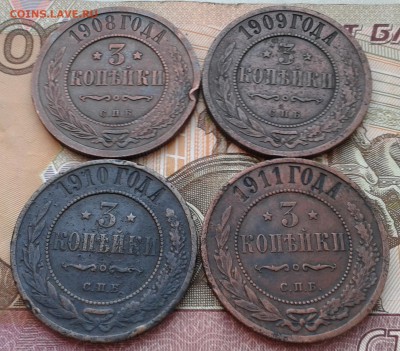 COINS.LAVE.RU
1908 ГОДА
3
КОПѢЙКИ
С.П.Б.
1909 ГОДА
3
КОПѢЙКИ
С.П.Б.
1910 ГОДА
3
КОПѢЙКИ
С.П.Б.
1911 ГОДА
3
КОПѢЙКИ
С.П.Б.